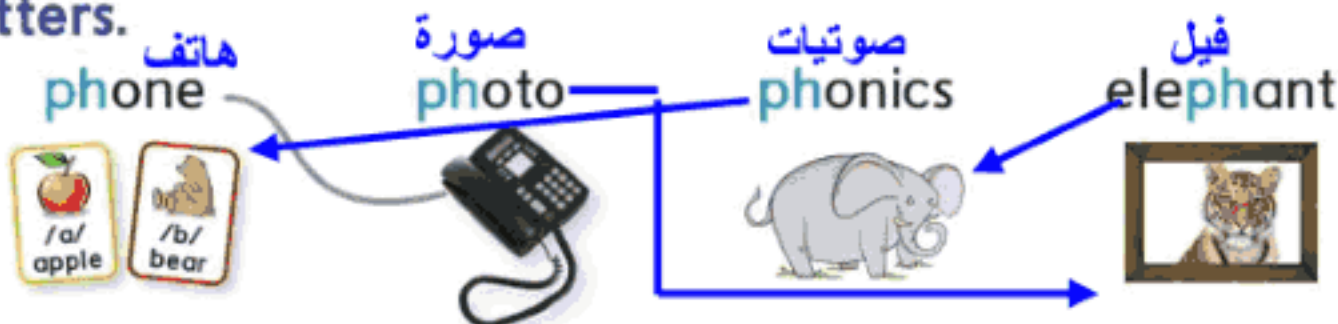 tters.
هاتف صورة صوتيات فيل
phone photo phonics elephant
/a/ /b/
apple bear